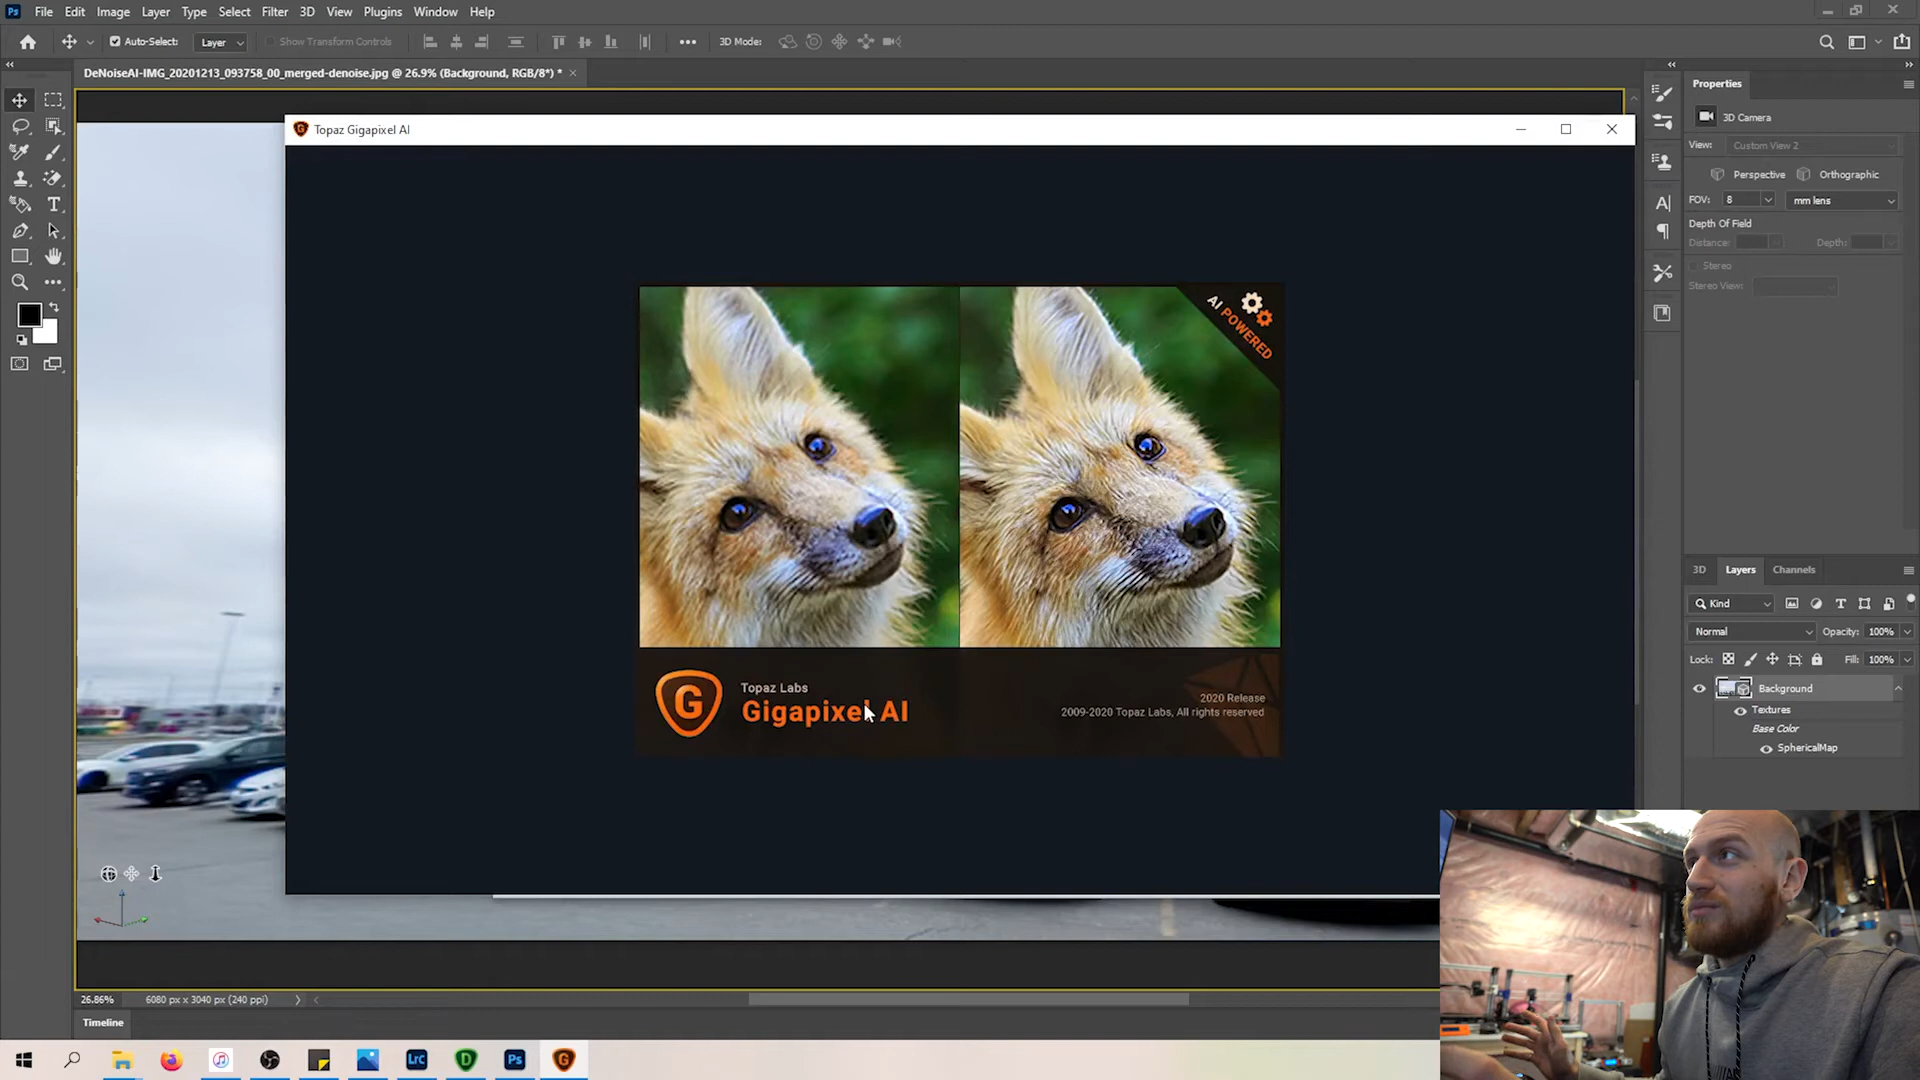 Ps File Edit Image Layer Type Select Filter 3D View Plugins Window Help
Auto-Select: Layer Show Transform Controls 3D Mode:
DeNoiseAI-IMG_20201213_093758_00_merged-denoise.jpg @ 26.9% (Background, RGB/8*) *
Properties
Topaz Gigapixel AI
3D Camera
View: Custom View 2
Perspective Orthographic
FOV: 8 mm lens
Depth Of Field
Distance: Depth:
Stereo
Stereo View:
AI POWERED
3D Layers Channels
Kind
Normal Opacity: 100%
Lock: Fill: 100%
Background
Textures
Base Color
SphericalMap
G
Topaz Labs
Gigapixel AI
2020 Release
2009-2020 Topaz Labs, All rights reserved
26.86% 6080 px x 3040 px (240 ppi)
Timeline
Lrc D Ps G